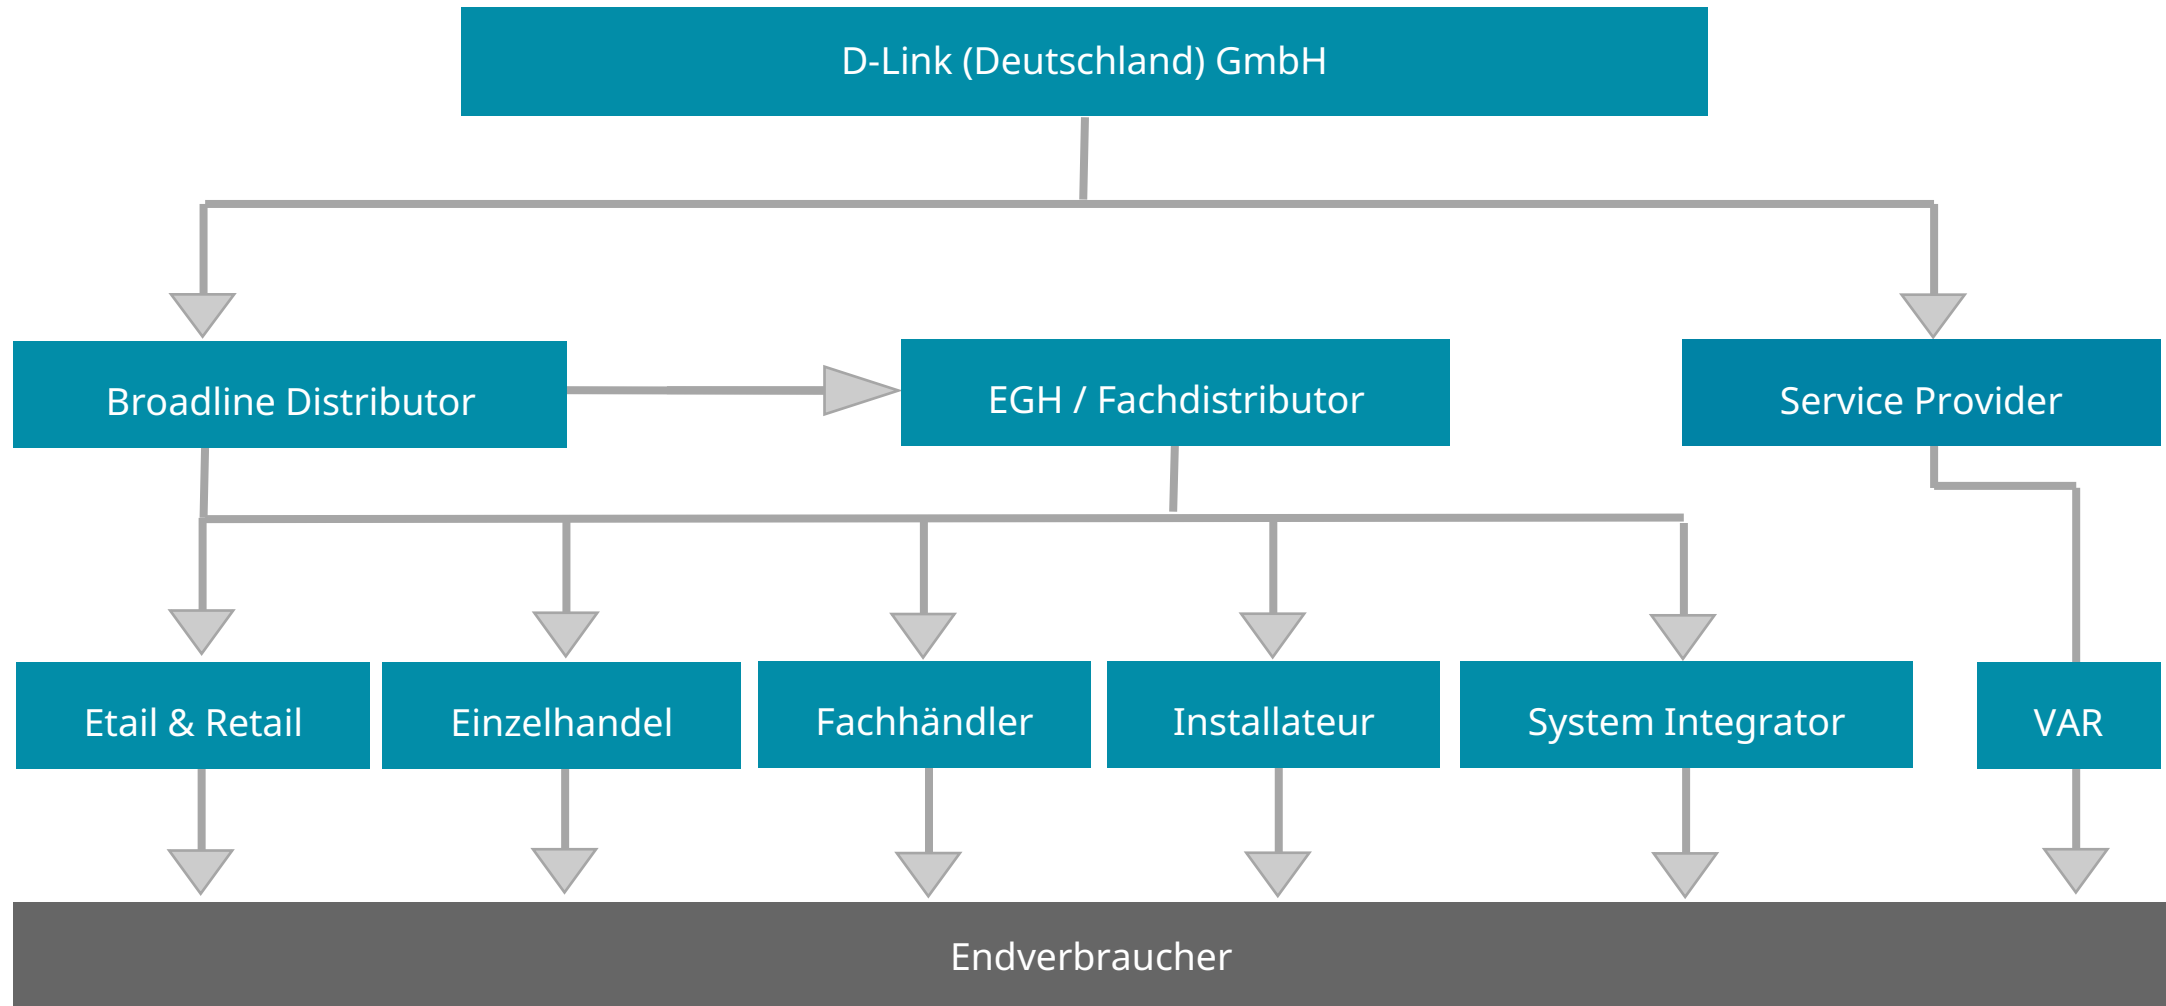 D-Link (Deutschland) GmbH
Broadline Distributor
EGH / Fachdistributor
Service Provider
Etail & Retail
Einzelhandel
Fachhändler
Installateur
System Integrator
VAR
Endverbraucher